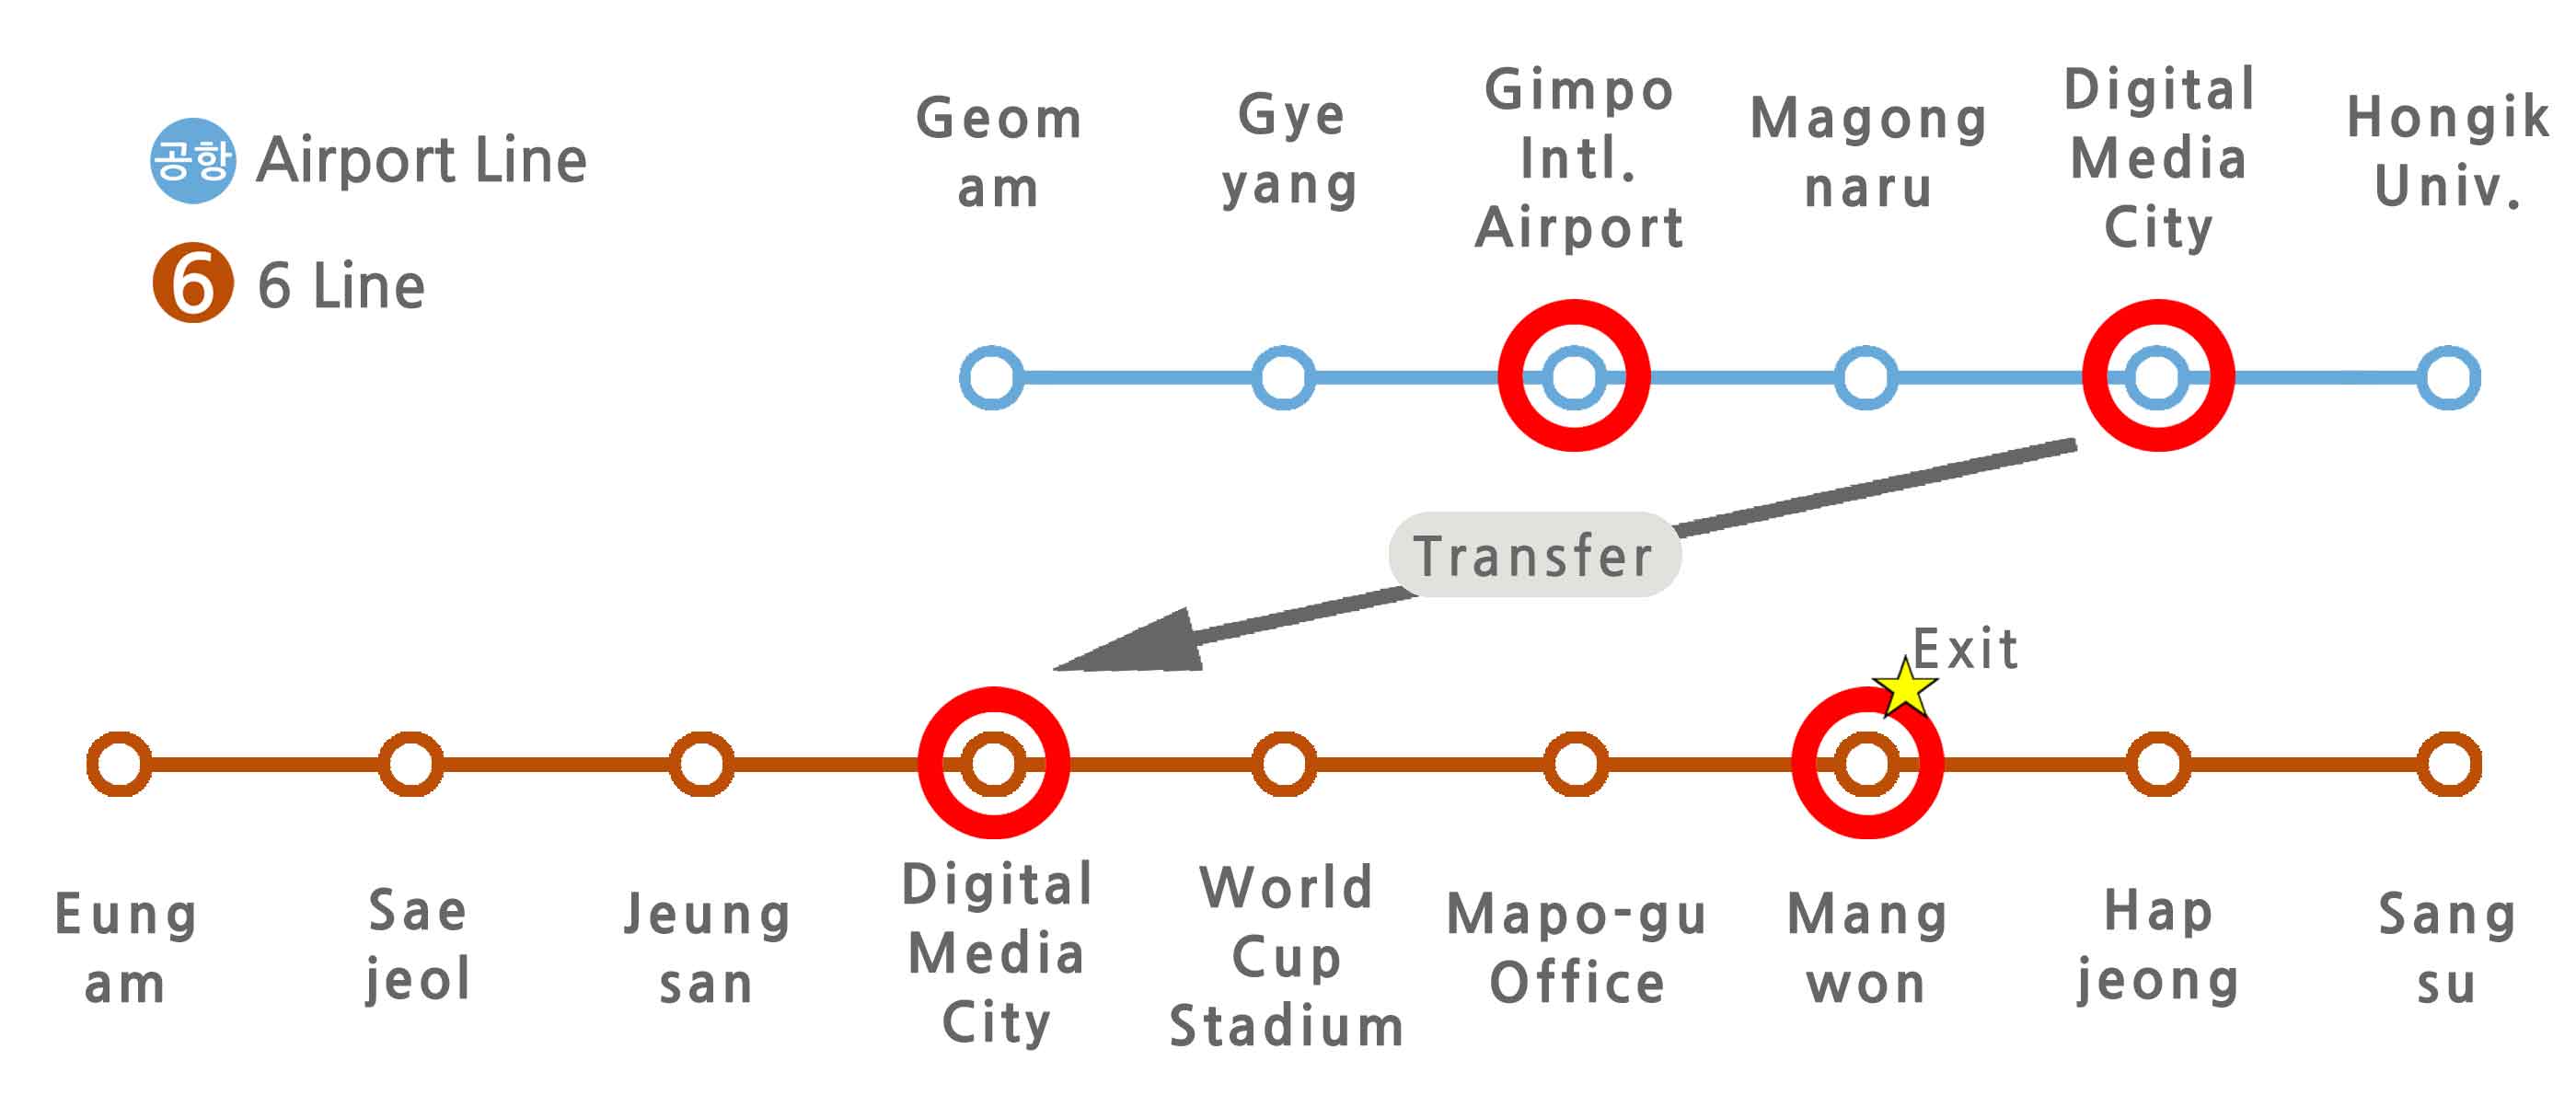 공항 Airport Line
6 6 Line
Geom
am
Gye
yang
Gimpo
Intl.
Airport
Magong
naru
Digital
Media
City
Hongik
Univ.
Transfer
Exit
Eung
am
Sae
jeol
Jeung
san
Digital
Media
City
World
Cup
Stadium
Mapo-gu
Office
Mang
won
Hap
jeong
Sang
su